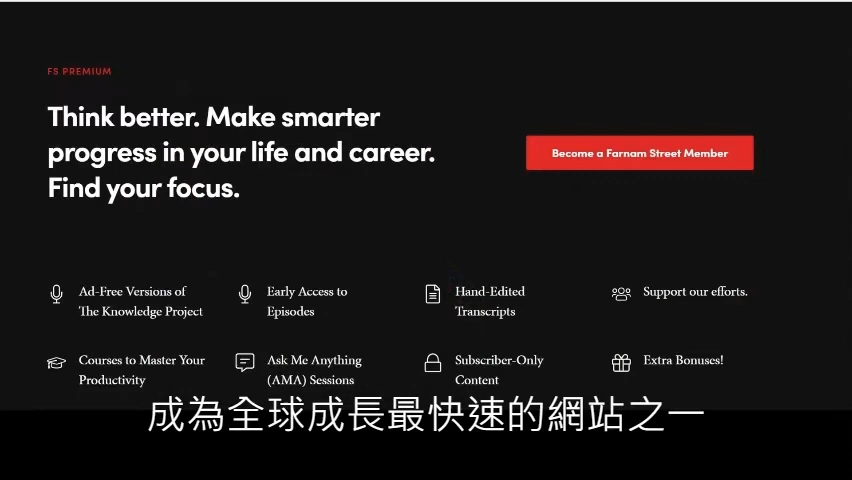 FS PREMIUM
Think better. Make smarter
progress in your life and career.
Find your focus.
Become a Farnam Street Member
Ad-Free Versions of
The Knowledge Project
Early Access to
Episodes
Hand-Edited
Transcripts
Support our efforts.
Courses to Master Your
Productivity
Ask Me Anything
(AMA) Sessions
Subscriber-Only
Content
Extra Bonuses!
成為全球成長最快速的網站之一